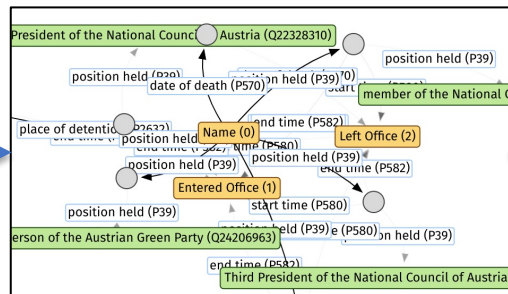 President of the National Counc Austria (Q22328310)
position held (P39)
position held (P39)
date of death (P570)
position held (P39)
member of the National C
place of detention (P2632)
end time (P582)
Name (0)
Left Office (2)
position held
position held (P39)
position held (P39)
end time (P582)
Entered Office (1)
start time (P580)
position held (P39)
position held (P39)
position held (P39)
erson of the Austrian Green Party (Q24206963)
end time (P582)
Third President of the National Council of Austria